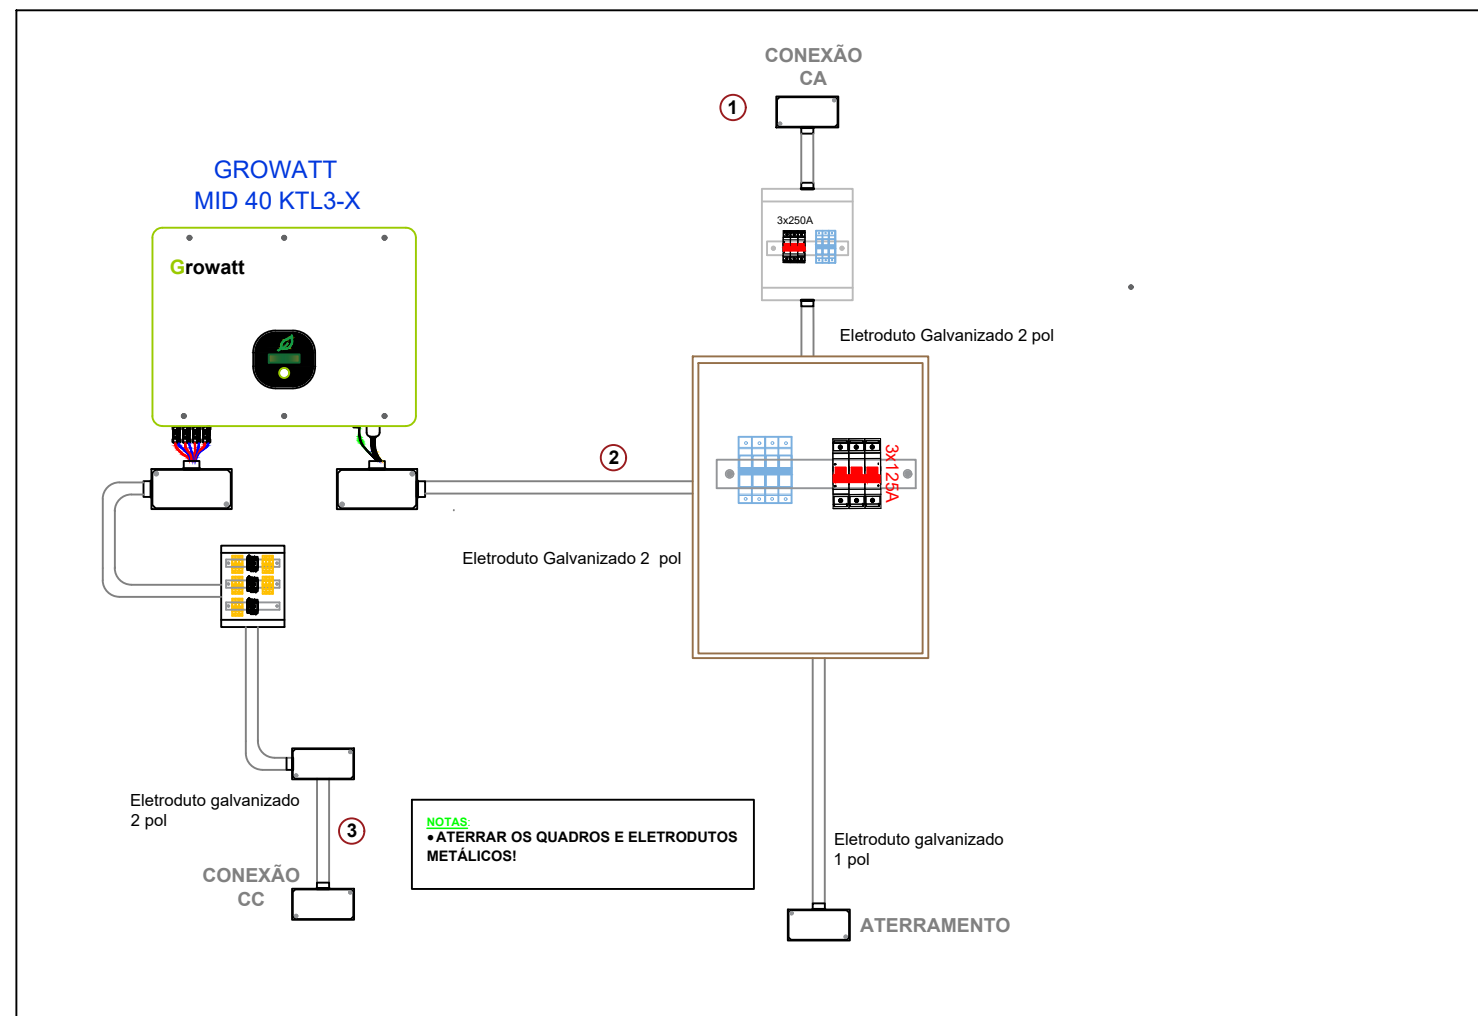 CONEXÃO
CA
1
GROWATT
MID 40 KTL3-X
Growatt
3x250A
Eletroduto Galvanizado 2 pol
2
3x125A
Eletroduto Galvanizado 2 pol
Eletroduto galvanizado
2 pol
3
NOTAS:
•ATERRAR OS QUADROS E ELETRODUTOS
METÁLICOS!
Eletroduto galvanizado
1 pol
CONEXÃO
CC
ATERRAMENTO